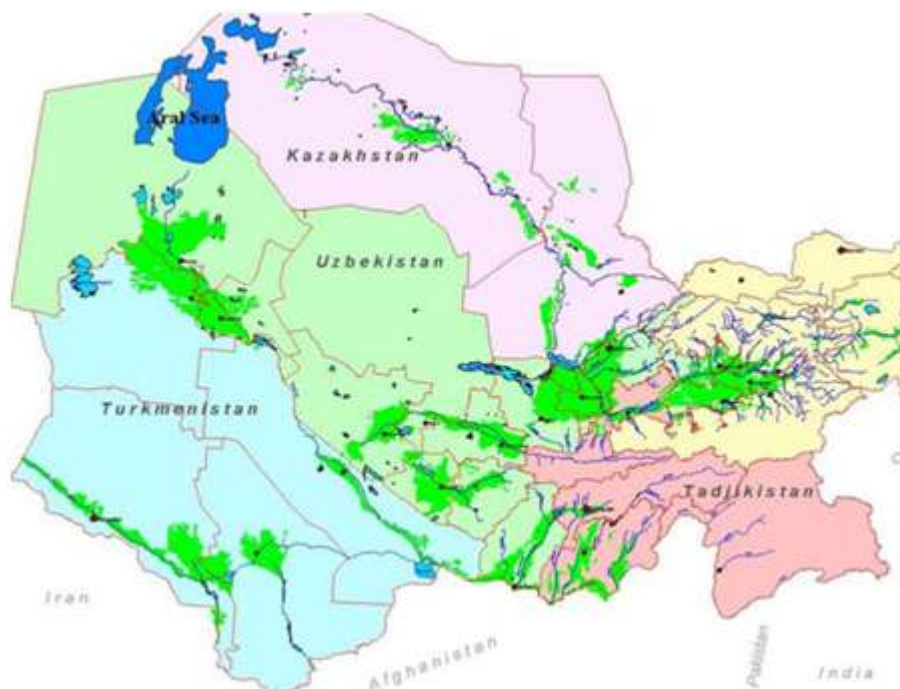 Aral Sea
Kazakhstan
Uzbekistan
Turkmenistan
Tadjikistan
Iran
Afghanistan
Pakistan
India